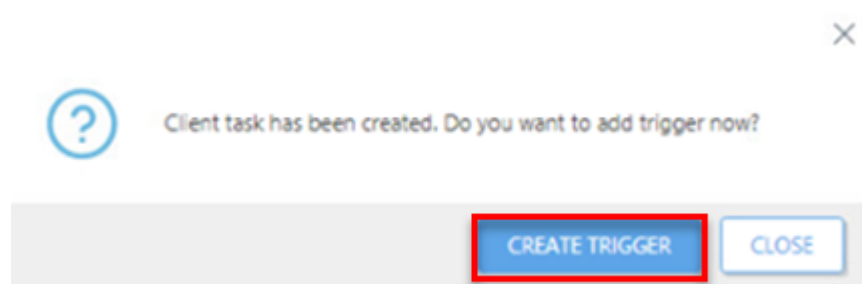 Client task has been created. Do you want to add trigger now?
CREATE TRIGGER CLOSE